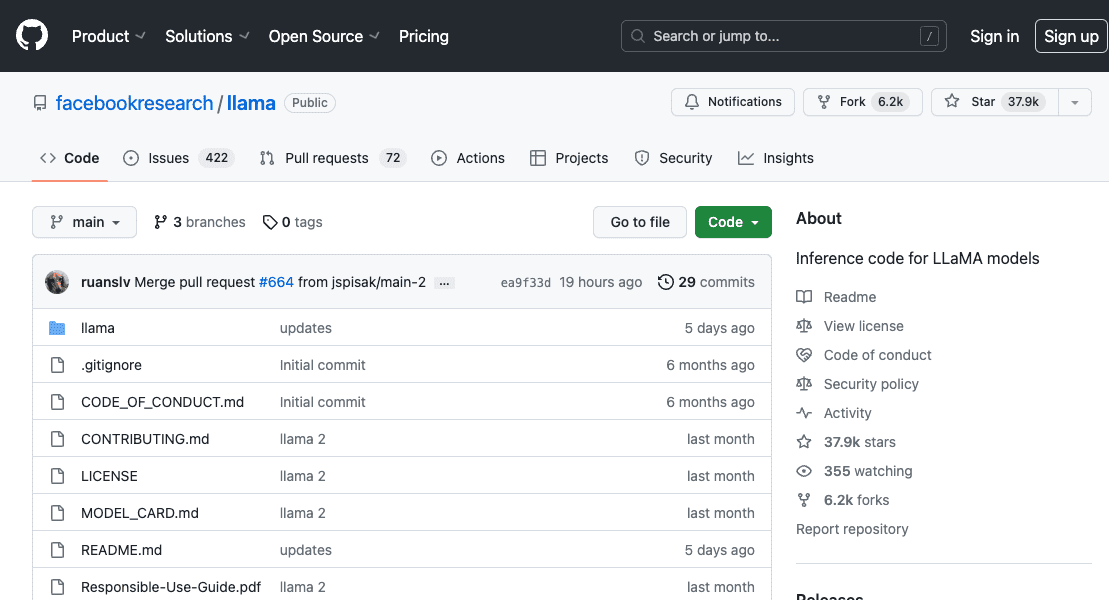 Product Solutions Open Source Pricing Search or jump to... / Sign in Sign up
facebookresearch / llama Public Notifications Fork 6.2k Star 37.9k
Code Issues 422 Pull requests 72 Actions Projects Security Insights
main 3 branches 0 tags Go to file Code
ruanslv Merge pull request #664 from jspisak/main-2 ... ea9f33d 19 hours ago 29 commits
llama updates 5 days ago
.gitignore Initial commit 6 months ago
CODE_OF_CONDUCT.md Initial commit 6 months ago
CONTRIBUTING.md llama 2 last month
LICENSE llama 2 last month
MODEL_CARD.md llama 2 last month
README.md updates 5 days ago
Responsible-Use-Guide.pdf llama 2 last month
About
Inference code for LLaMA models
Readme
View license
Code of conduct
Security policy
Activity
37.9k stars
355 watching
6.2k forks
Report repository
Releases